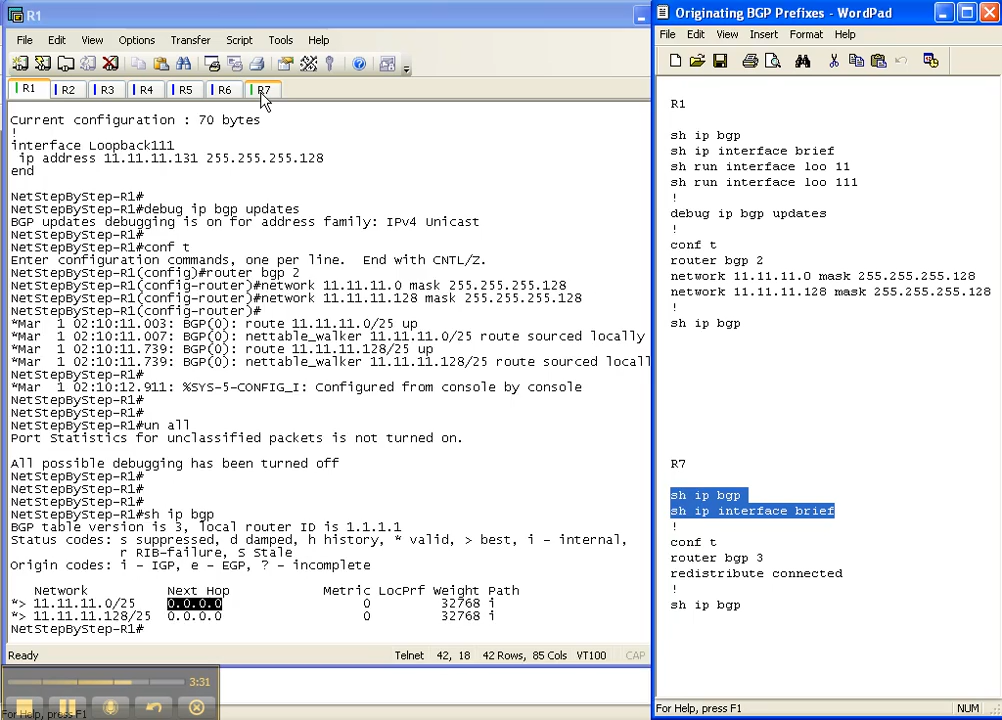 R1
File Edit View Options Transfer Script Tools Help
R1 R2 R3 R4 R5 R6 R7
Current configuration : 70 bytes
!
interface Loopback111
ip address 11.11.11.131 255.255.255.128
end
NetStepByStep-R1#
NetStepByStep-R1#debug ip bgp updates
BGP updates debugging is on for address family: IPv4 Unicast
NetStepByStep-R1#
NetStepByStep-R1#conf t
Enter configuration commands, one per line.  End with CNTL/Z.
NetStepByStep-R1(config)#router bgp 2
NetStepByStep-R1(config-router)#network 11.11.11.0 mask 255.255.255.128
NetStepByStep-R1(config-router)#network 11.11.11.128 mask 255.255.255.128
NetStepByStep-R1(config-router)#
*Mar  1 02:10:11.003: BGP(0): route 11.11.11.0/25 up
*Mar  1 02:10:11.007: BGP(0): nettable_walker 11.11.11.0/25 route sourced locally
*Mar  1 02:10:11.739: BGP(0): route 11.11.11.128/25 up
*Mar  1 02:10:11.739: BGP(0): nettable_walker 11.11.11.128/25 route sourced locall
NetStepByStep-R1#
*Mar  1 02:10:12.911: %SYS-5-CONFIG_I: Configured from console by console
NetStepByStep-R1#
NetStepByStep-R1#
NetStepByStep-R1#un all
Port Statistics for unclassified packets is not turned on.
All possible debugging has been turned off
NetStepByStep-R1#
NetStepByStep-R1#
NetStepByStep-R1#
NetStepByStep-R1#sh ip bgp
BGP table version is 3, local router ID is 1.1.1.1
Status codes: s suppressed, d damped, h history, * valid, > best, i - internal,
r RIB-failure, S Stale
Origin codes: i - IGP, e - EGP, ? - incomplete
Network Next Hop Metric LocPrf Weight Path
*> 11.11.11.0/25 0.0.0.0 0 32768 i
*> 11.11.11.128/25 0.0.0.0 0 32768 i
NetStepByStep-R1#
Ready Telnet 42, 18 42 Rows, 85 Cols VT100 CAP
3:31
For Help, press F1
Originating BGP Prefixes - WordPad
File Edit View Insert Format Help
R1
sh ip bgp
sh ip interface brief
sh run interface loo 11
sh run interface loo 111
!
debug ip bgp updates
!
conf t
router bgp 2
network 11.11.11.0 mask 255.255.255.128
network 11.11.11.128 mask 255.255.255.128
!
sh ip bgp
R7
sh ip bgp
sh ip interface brief
!
conf t
router bgp 3
redistribute connected
!
sh ip bgp
For Help, press F1 NUM